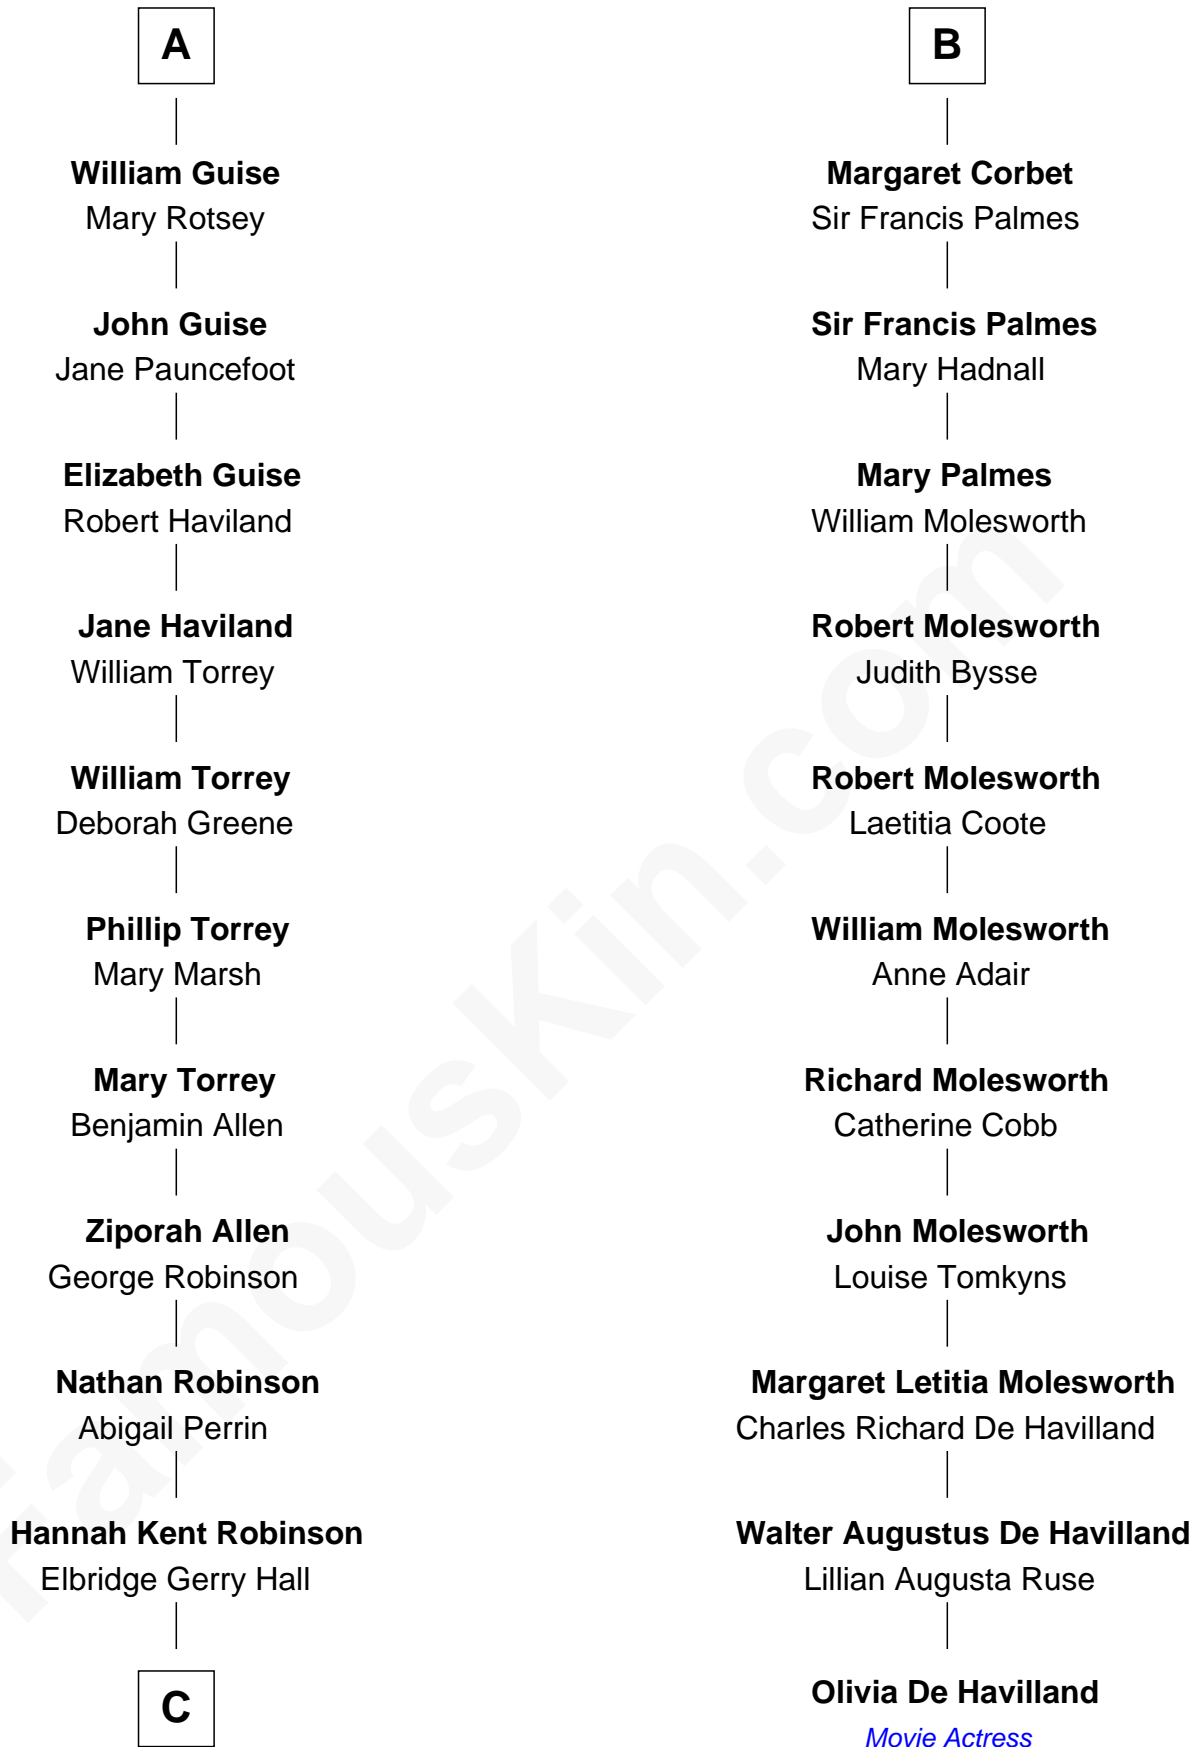 A
William Guise
Mary Rotsey
John Guise
Jane Pauncefoot
Elizabeth Guise
Robert Haviland
Jane Haviland
William Torrey
William Torrey
Deborah Greene
Phillip Torrey
Mary Marsh
Mary Torrey
Benjamin Allen
Ziporah Allen
George Robinson
Nathan Robinson
Abigail Perrin
Hannah Kent Robinson
Elbridge Gerry Hall
C
B
Margaret Corbet
Sir Francis Palmes
Sir Francis Palmes
Mary Hadnall
Mary Palmes
William Molesworth
Robert Molesworth
Judith Bysse
Robert Molesworth
Laetitia Coote
William Molesworth
Anne Adair
Richard Molesworth
Catherine Cobb
John Molesworth
Louise Tomkyns
Margaret Letitia Molesworth
Charles Richard De Havilland
Walter Augustus De Havilland
Lillian Augusta Ruse
Olivia De Havilland
Movie Actress
FamousKin.com